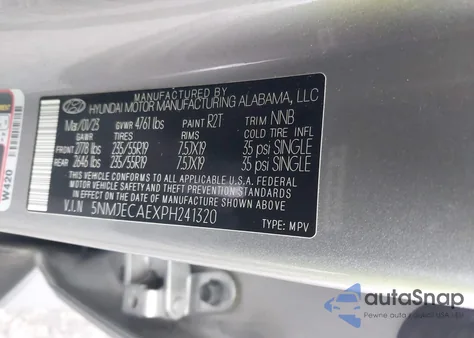 MANUFACTURED BY
HYUNDAI MOTOR MANUFACTURING ALABAMA, LLC
Mar/01/23 GVWR 4761 lbs PAINT R2T TRIM NNB
GAWR TIRES RIMS COLD TIRE INFL
FRONT 2778 lbs 235/55R19 7.5JX19 35 psi SINGLE
REAR 2646 lbs 235/55R19 7.5JX19 35 psi SINGLE
THIS VEHICLE CONFORMS TO ALL APPLICABLE U.S.A. FEDERAL
MOTOR VEHICLE SAFETY AND THEFT PREVENTION STANDARDS
IN EFFECT ON THE DATE OF MANUFACTURE SHOWN ABOVE.
V.I.N 5NMJECAEXPH241320
TYPE: MPV
W420
autoSnap
Pewne auto z USA